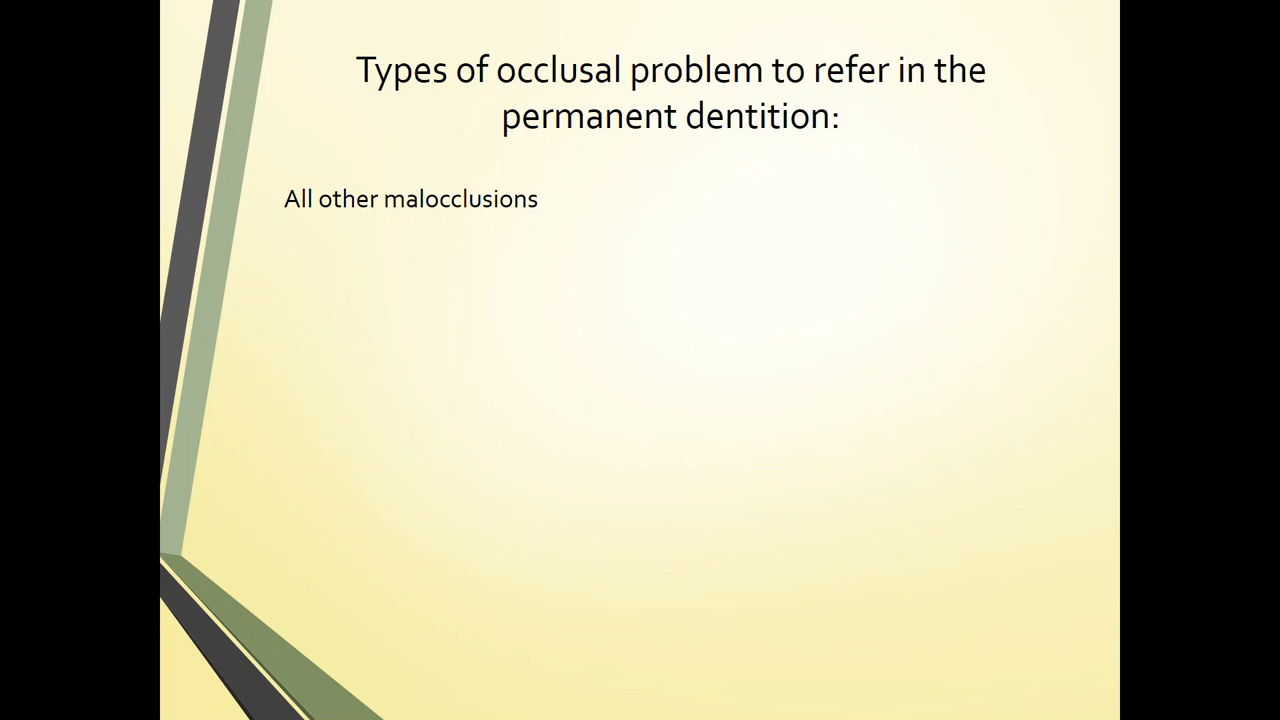 Types of occlusal problem to refer in the
permanent dentition:
All other malocclusions